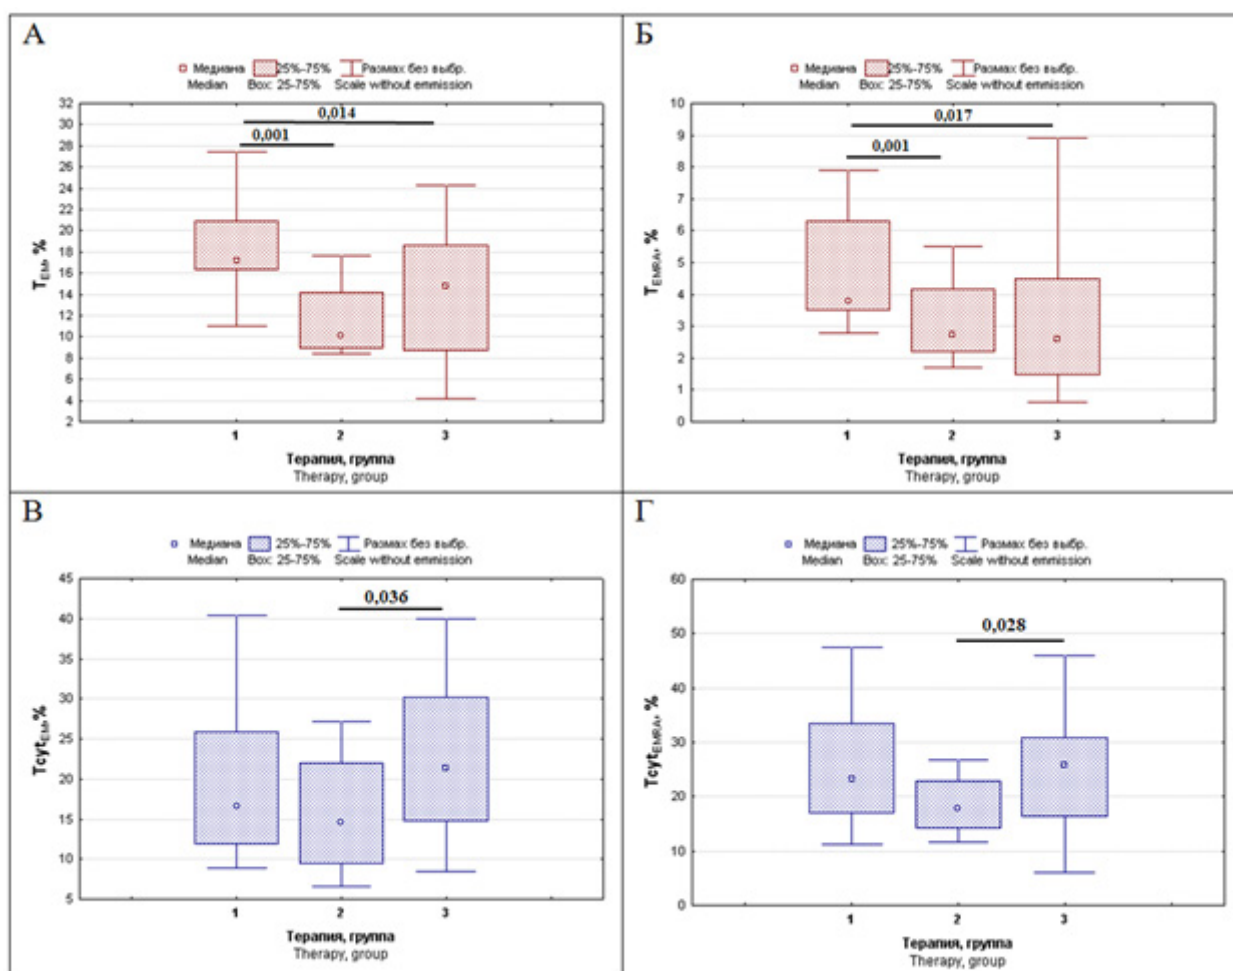 А
Медиана 25%-75% Размах без выбр.
Median Box: 25-75% Scale without emmission
32
30
28
26
24
22
20
18
16
14
12
10
8
6
4
2
0,014
0,001
T EM, %
1 2 3
Терапия, группа
Therapy, group
Б
Медиана 25%-75% Размах без выбр.
Median Box: 25-75% Scale without emmission
10
9
8
7
6
5
4
3
2
1
0
0,017
0,001
T EMRA, %
1 2 3
Терапия, группа
Therapy, group
В
Медиана 25%-75% Размах без выбр.
Median Box: 25-75% Scale without emmission
45
40
35
30
25
20
15
10
5
0,036
Tcyt EM, %
1 2 3
Терапия, группа
Therapy, group
Г
Медиана 25%-75% Размах без выбр.
Median Box: 25-75% Scale without emmission
60
50
40
30
20
10
0
0,028
Tcyt EMRA, %
1 2 3
Терапия, группа
Therapy, group